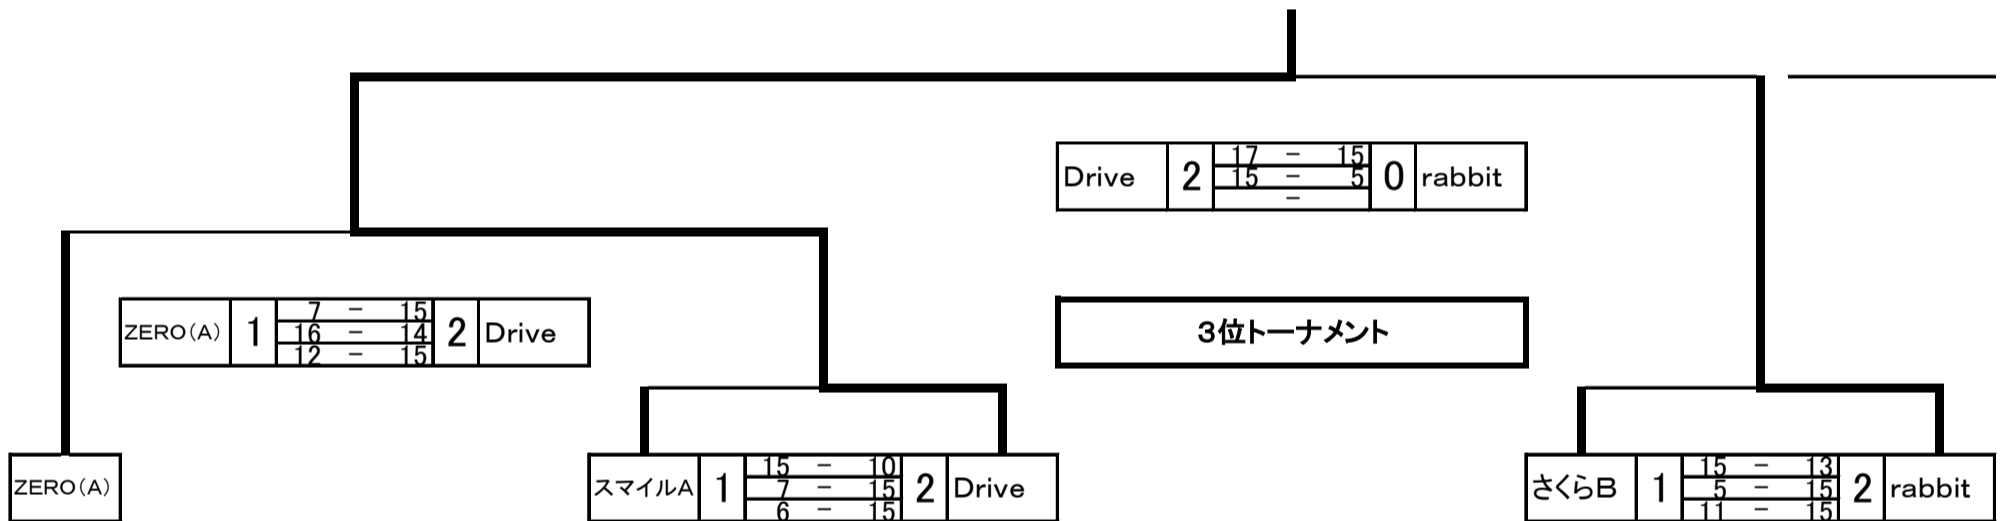 17 - 15
Drive 2 15 - 5 0 rabbit
-
7 - 15
ZERO(A) 1 16 - 14 2 Drive
12 - 15
3位トーナメント
ZERO(A)
15 - 10
スマイルA 1 7 - 15 2 Drive
6 - 15
15 - 13
さくらB 1 5 - 15 2 rabbit
11 - 15